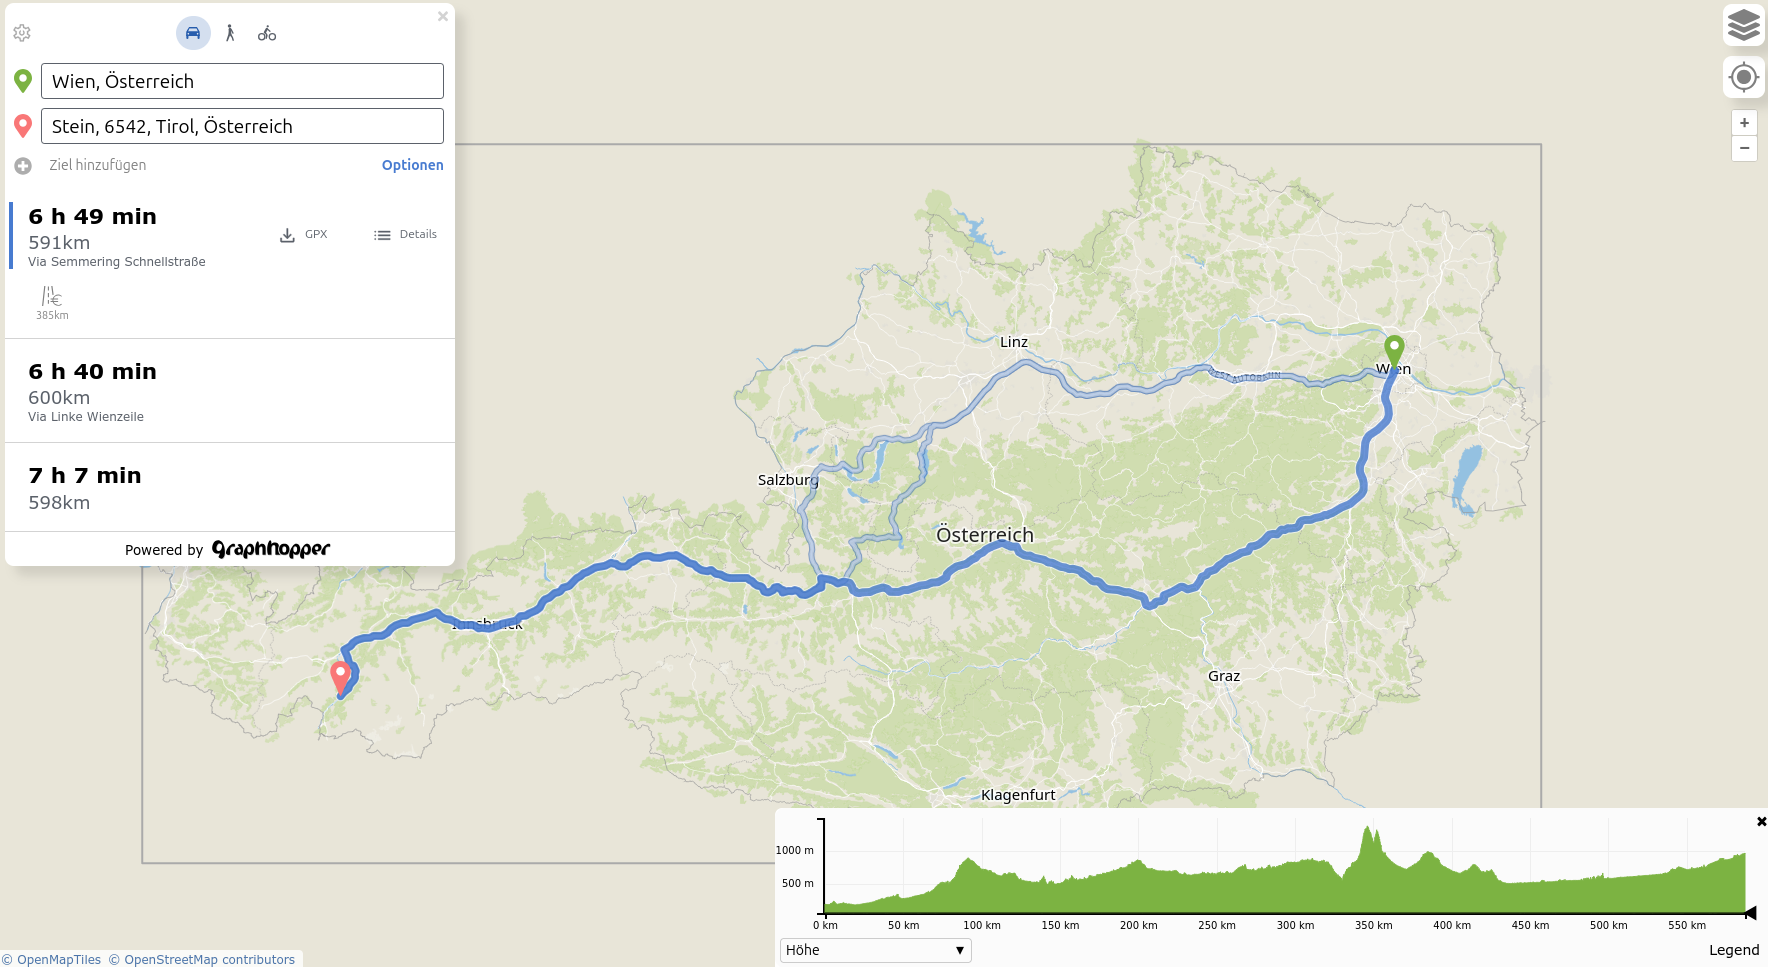 Wien, Österreich
Stein, 6542, Tirol, Österreich
Ziel hinzufügen
Optionen
6 h 49 min
591km
Via Semmering Schnellstraße
GPX
Details
385km
6 h 40 min
600km
Via Linke Wienzeile
7 h 7 min
598km
Powered by graphhopper
+
−
Linz
Wien
Salzburg
Österreich
Innsbruck
Graz
Klagenfurt
1000 m
500 m
0 km 50 km 100 km 150 km 200 km 250 km 300 km 350 km 400 km 450 km 500 km 550 km
Höhe
Legend
© OpenMapTiles © OpenStreetMap contributors